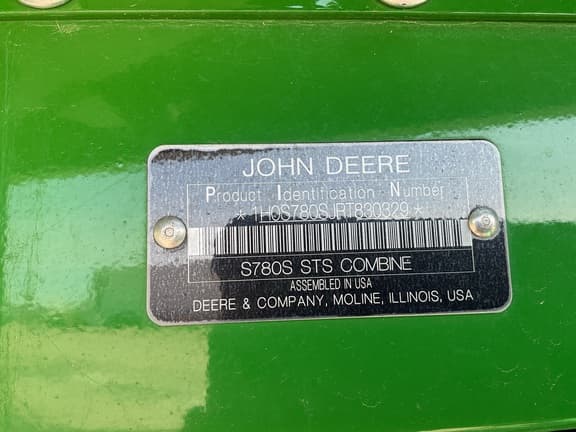 JOHN DEERE
Product Identification Number
*1H0S780SJRT830329*
S780S STS COMBINE
ASSEMBLED IN USA
DEERE & COMPANY, MOLINE, ILLINOIS, USA